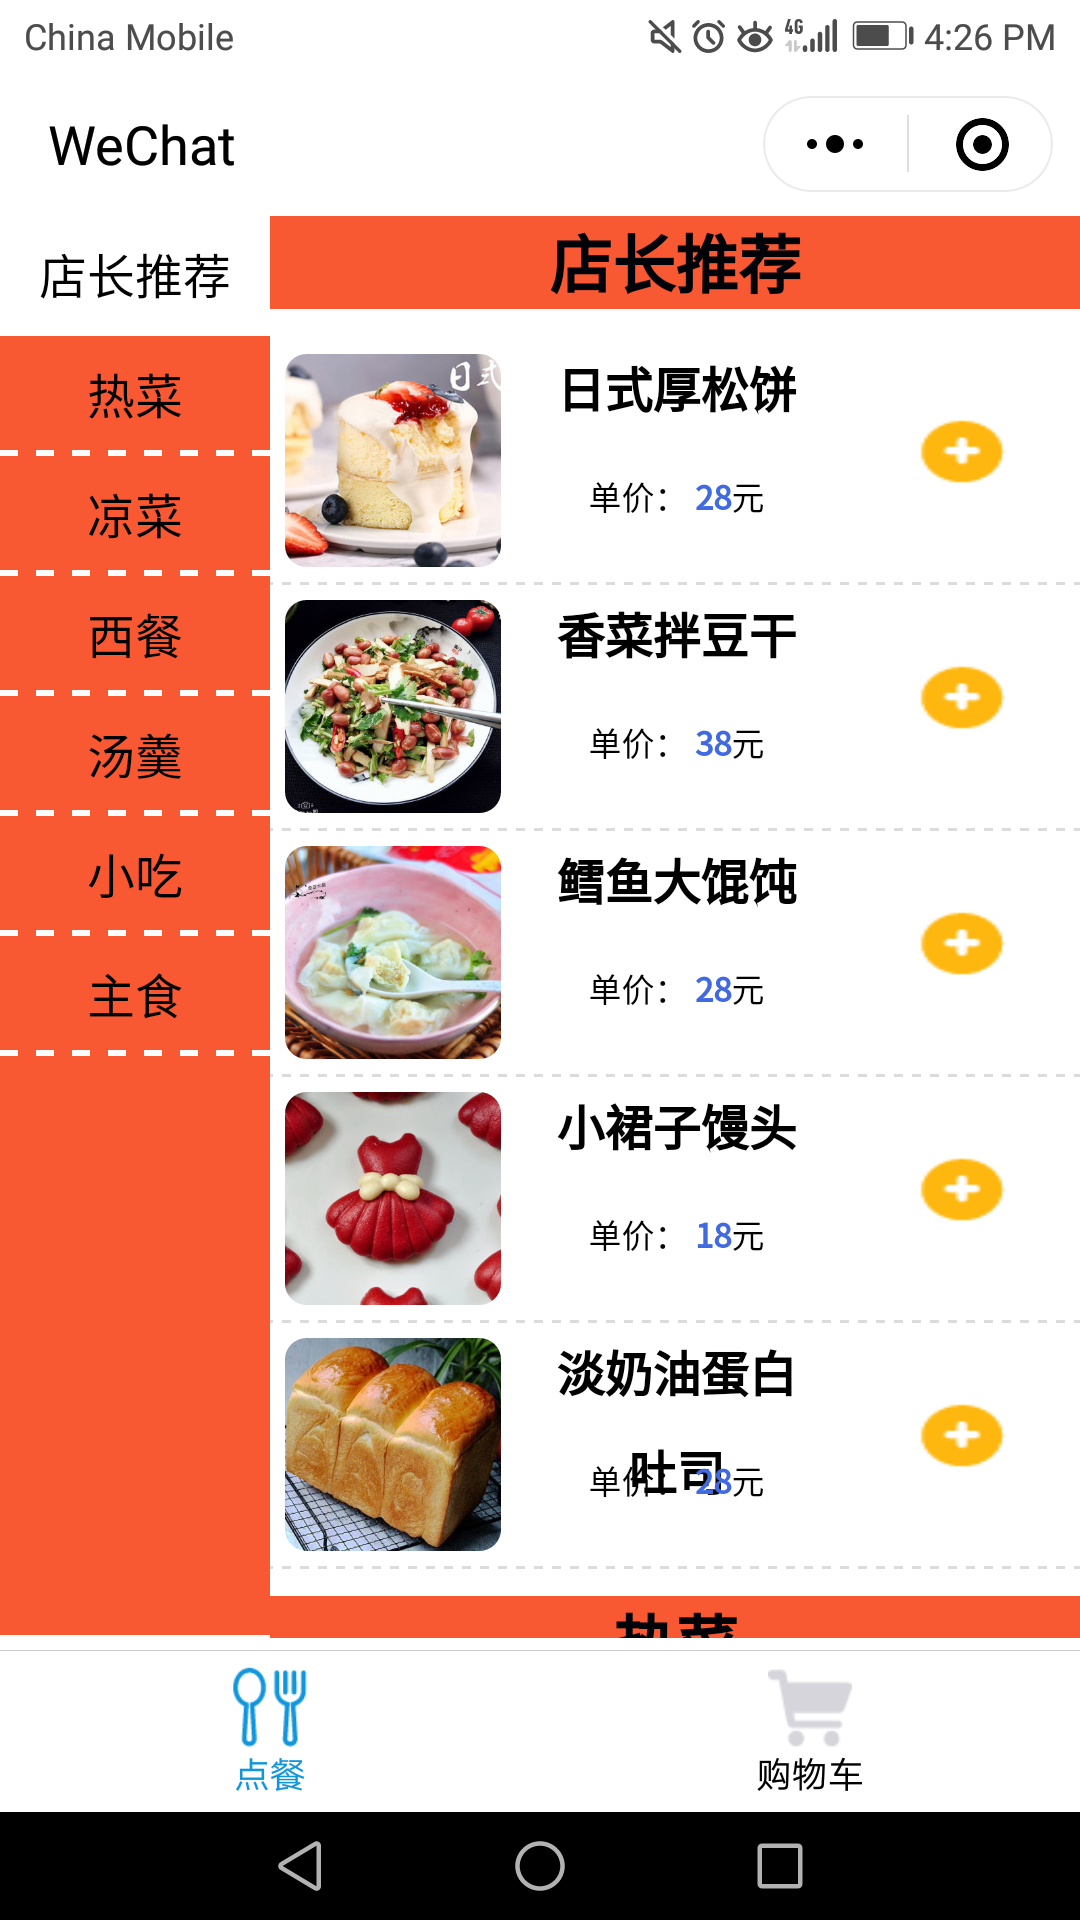 China Mobile
4G
4:26 PM
WeChat
店长推荐
热菜
凉菜
西餐
汤羹
小吃
主食
店长推荐
日式
日式厚松饼
单价： 28元
香菜拌豆干
单价： 38元
鳕鱼大馄饨
单价： 28元
小裙子馒头
单价： 18元
淡奶油蛋白
吐司
单价： 28元
热菜
点餐
购物车